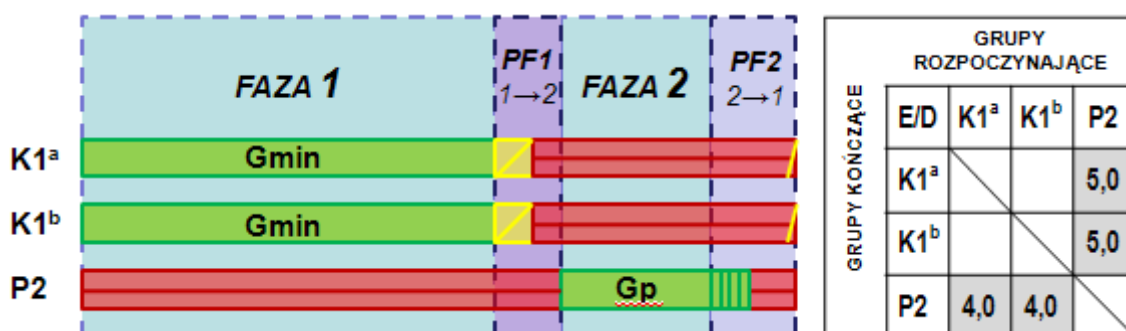 FAZA 1
PF1
1→2
FAZA 2
PF2
2→1
K1ᵃ Gmin
K1ᵇ Gmin
P2 Gp
GRUPY
ROZPOCZYNAJĄCE
GRUPY KOŃCZĄCE
E/D K1ᵃ K1ᵇ P2
K1ᵃ 5,0
K1ᵇ 5,0
P2 4,0 4,0